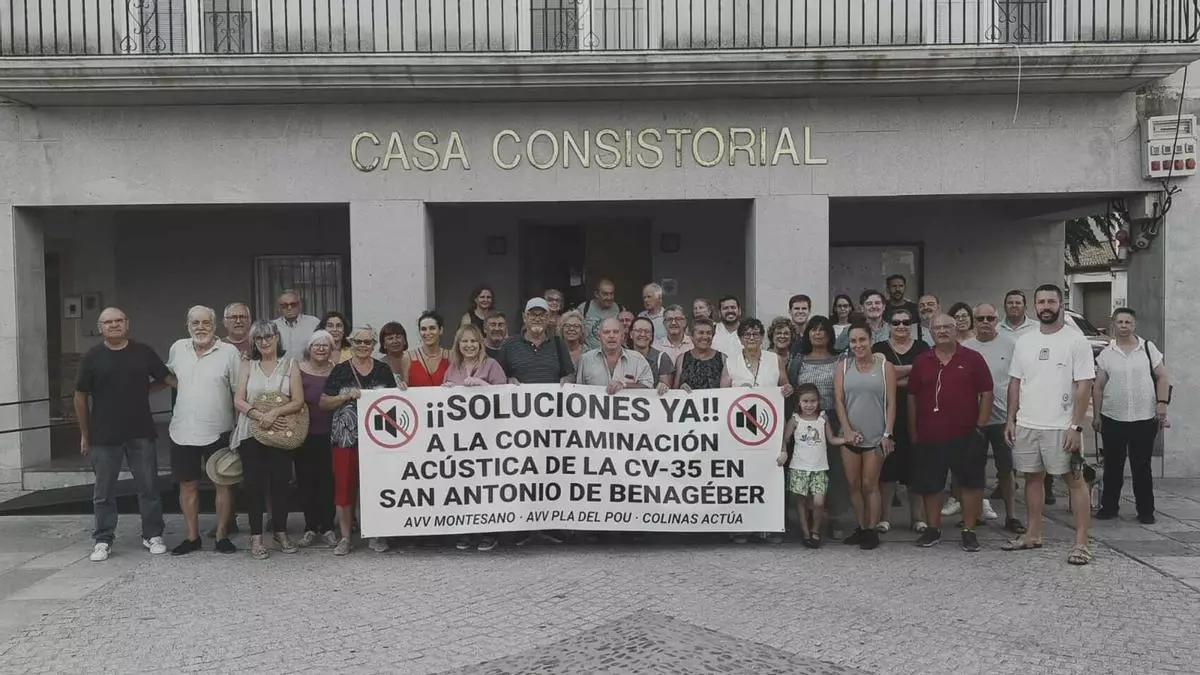 CASA CONSISTORIAL
¡¡SOLUCIONES YA!!
A LA CONTAMINACIÓN
ACÚSTICA DE LA CV-35 EN
SAN ANTONIO DE BENAGÉBER
AVV MONTESANO · AVV PLA DEL POU · COLINAS ACTÚA